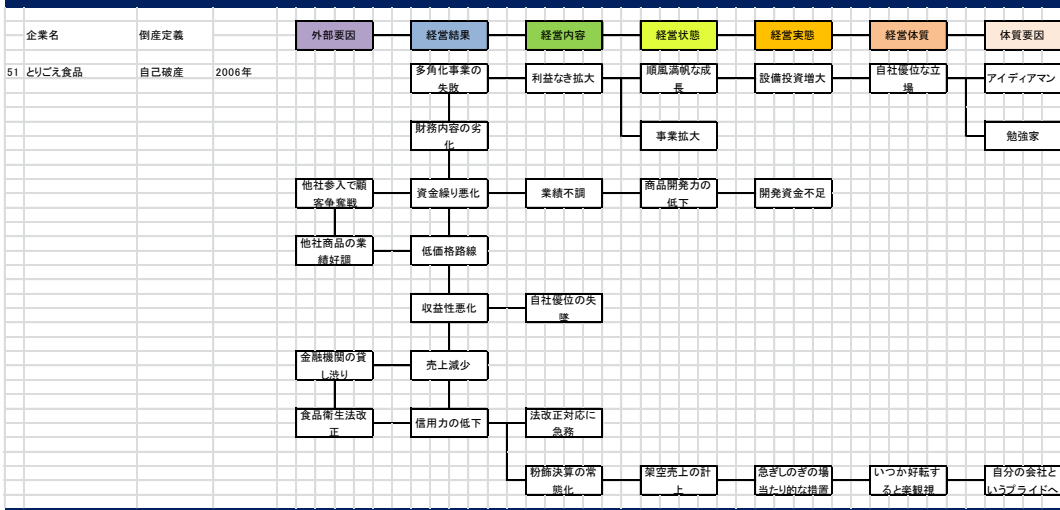 企業名 倒産定義 外部要因 経営結果 経営内容 経営状態 経営実態 経営体質 体質要因
51 とりごえ食品 自己破産 2006年
多角化事業の
失敗
利益なき拡大
順風満帆な成
長
設備投資増大
自社優位な立
場
アイディアマン
財務内容の劣
化
事業拡大
勉強家
他社参入で顧
客争奪戦
資金繰り悪化
業績不調
商品開発力の
低下
開発資金不足
他社商品の業
績好調
低価格路線
収益性悪化
自社優位の失
墜
金融機関の貸
し渋り
売上減少
食品衛生法改
正
信用力の低下
法改正対応に
急務
粉飾決算の常
態化
架空売上の計
上
急ぎしのぎの場
当たり的な措置
いつか好転す
ると楽観視
自分の会社と
いうプライドへ